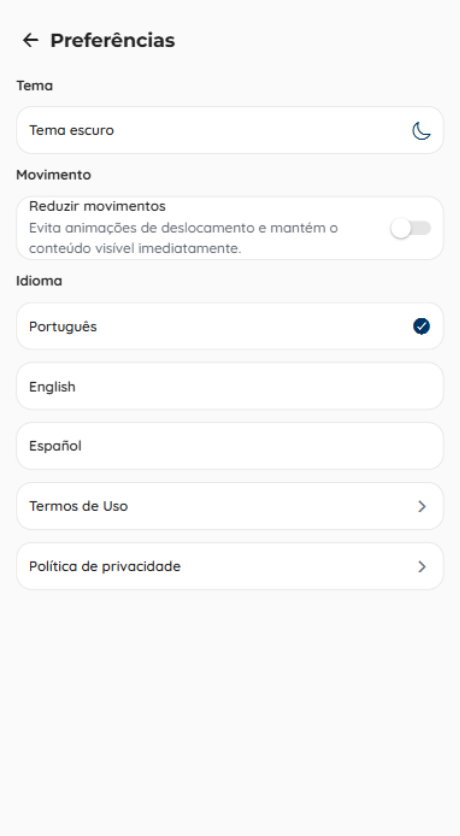 Preferências
Tema
Tema escuro
Movimento
Reduzir movimentos
Evita animações de deslocamento e mantém o
conteúdo visível imediatamente.
Idioma
Português
English
Español
Termos de Uso
Política de privacidade